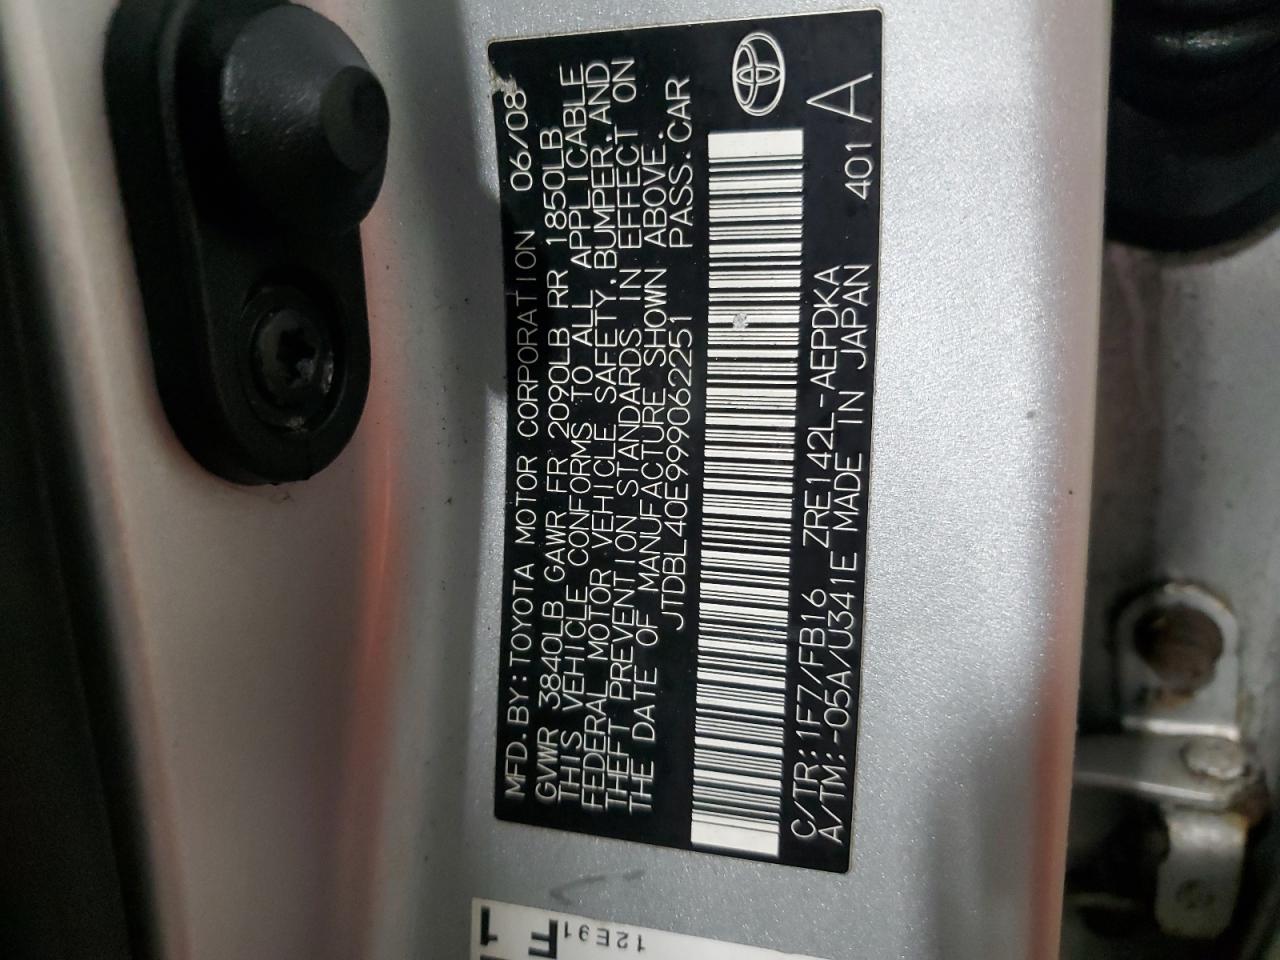 MFD.BY:TOYOTA MOTOR CORPORATION 06/08
GVWR 3840LB GAWR FR 2090LB RR 1850LB
THIS VEHICLE CONFORMS TO ALL APPLICABLE
FEDERAL MOTOR VEHICLE SAFETY,BUMPER,AND
THEFT PREVENTION STANDARDS IN EFFECT ON
THE DATE OF MANUFACTURE SHOWN ABOVE.
JTDBL40E999062251 PASS.CAR
C/TR:1F7/FB16 ZRE142L-AEPDKA 401 A
A/TM:-05A/U341E MADE IN JAPAN
1 F
12E91